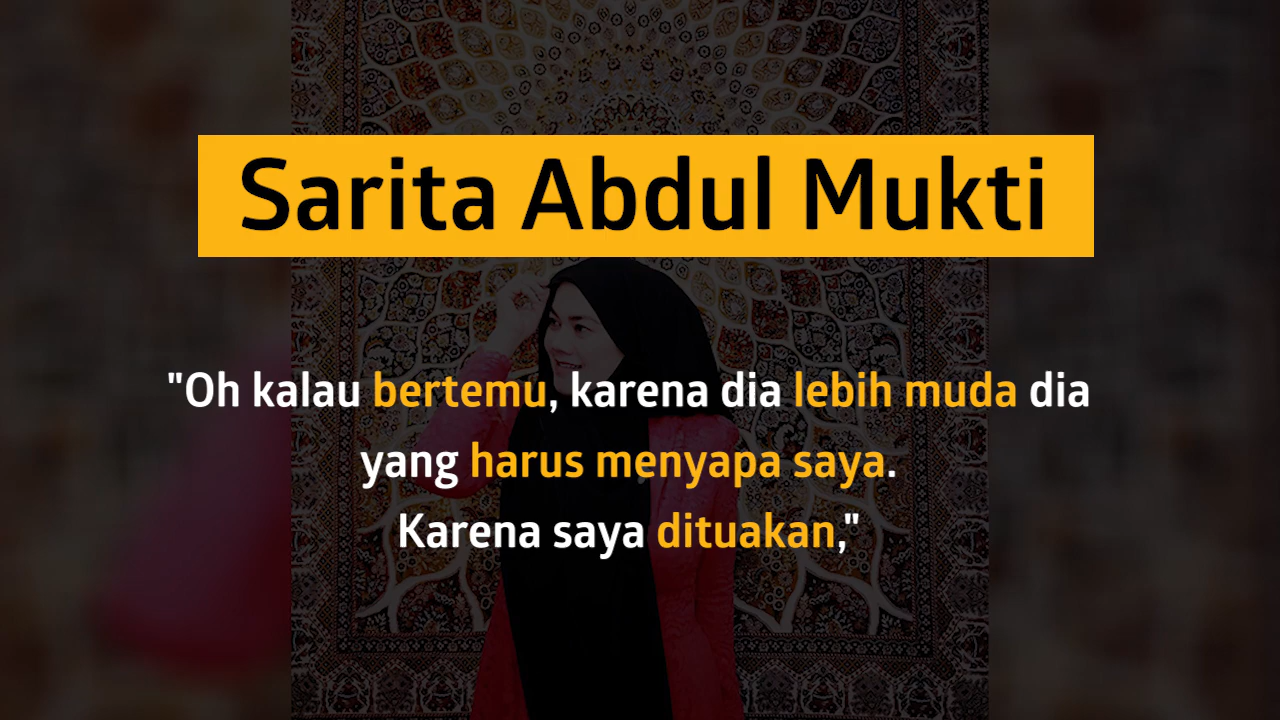 Sarita Abdul Mukti
"Oh kalau bertemu, karena dia lebih muda dia
yang harus menyapa saya.
Karena saya dituakan,"